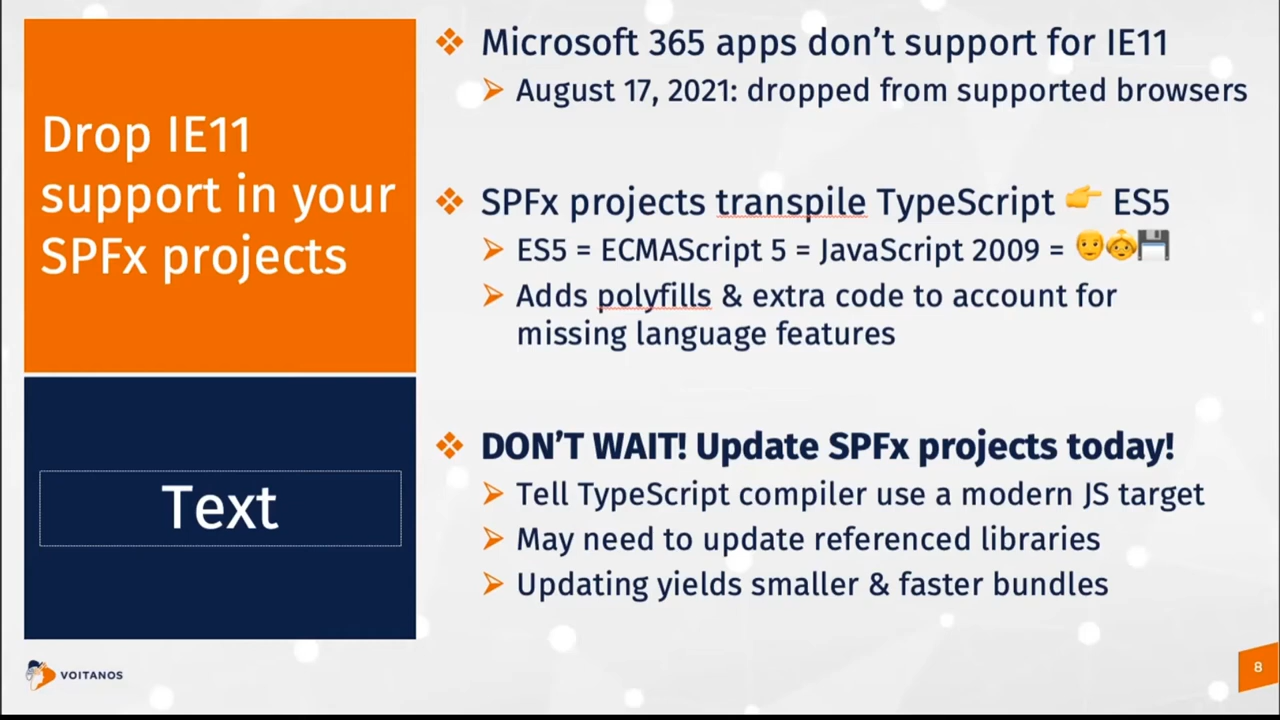 Drop IE11
support in your
SPFx projects
Text
Microsoft 365 apps don’t support for IE11
August 17, 2021: dropped from supported browsers
SPFx projects transpile TypeScript 👉 ES5
ES5 = ECMAScript 5 = JavaScript 2009 = 👴👵💾
Adds polyfills & extra code to account for
missing language features
DON’T WAIT! Update SPFx projects today!
Tell TypeScript compiler use a modern JS target
May need to update referenced libraries
Updating yields smaller & faster bundles
VOITANOS
8